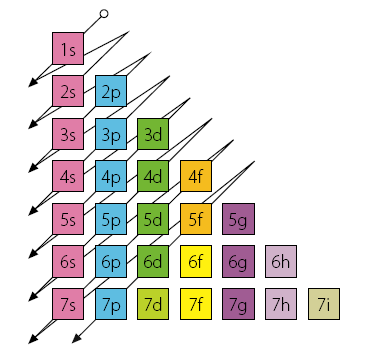 1s
2s 2p
3s 3p 3d
4s 4p 4d 4f
5s 5p 5d 5f 5g
6s 6p 6d 6f 6g 6h
7s 7p 7d 7f 7g 7h 7i